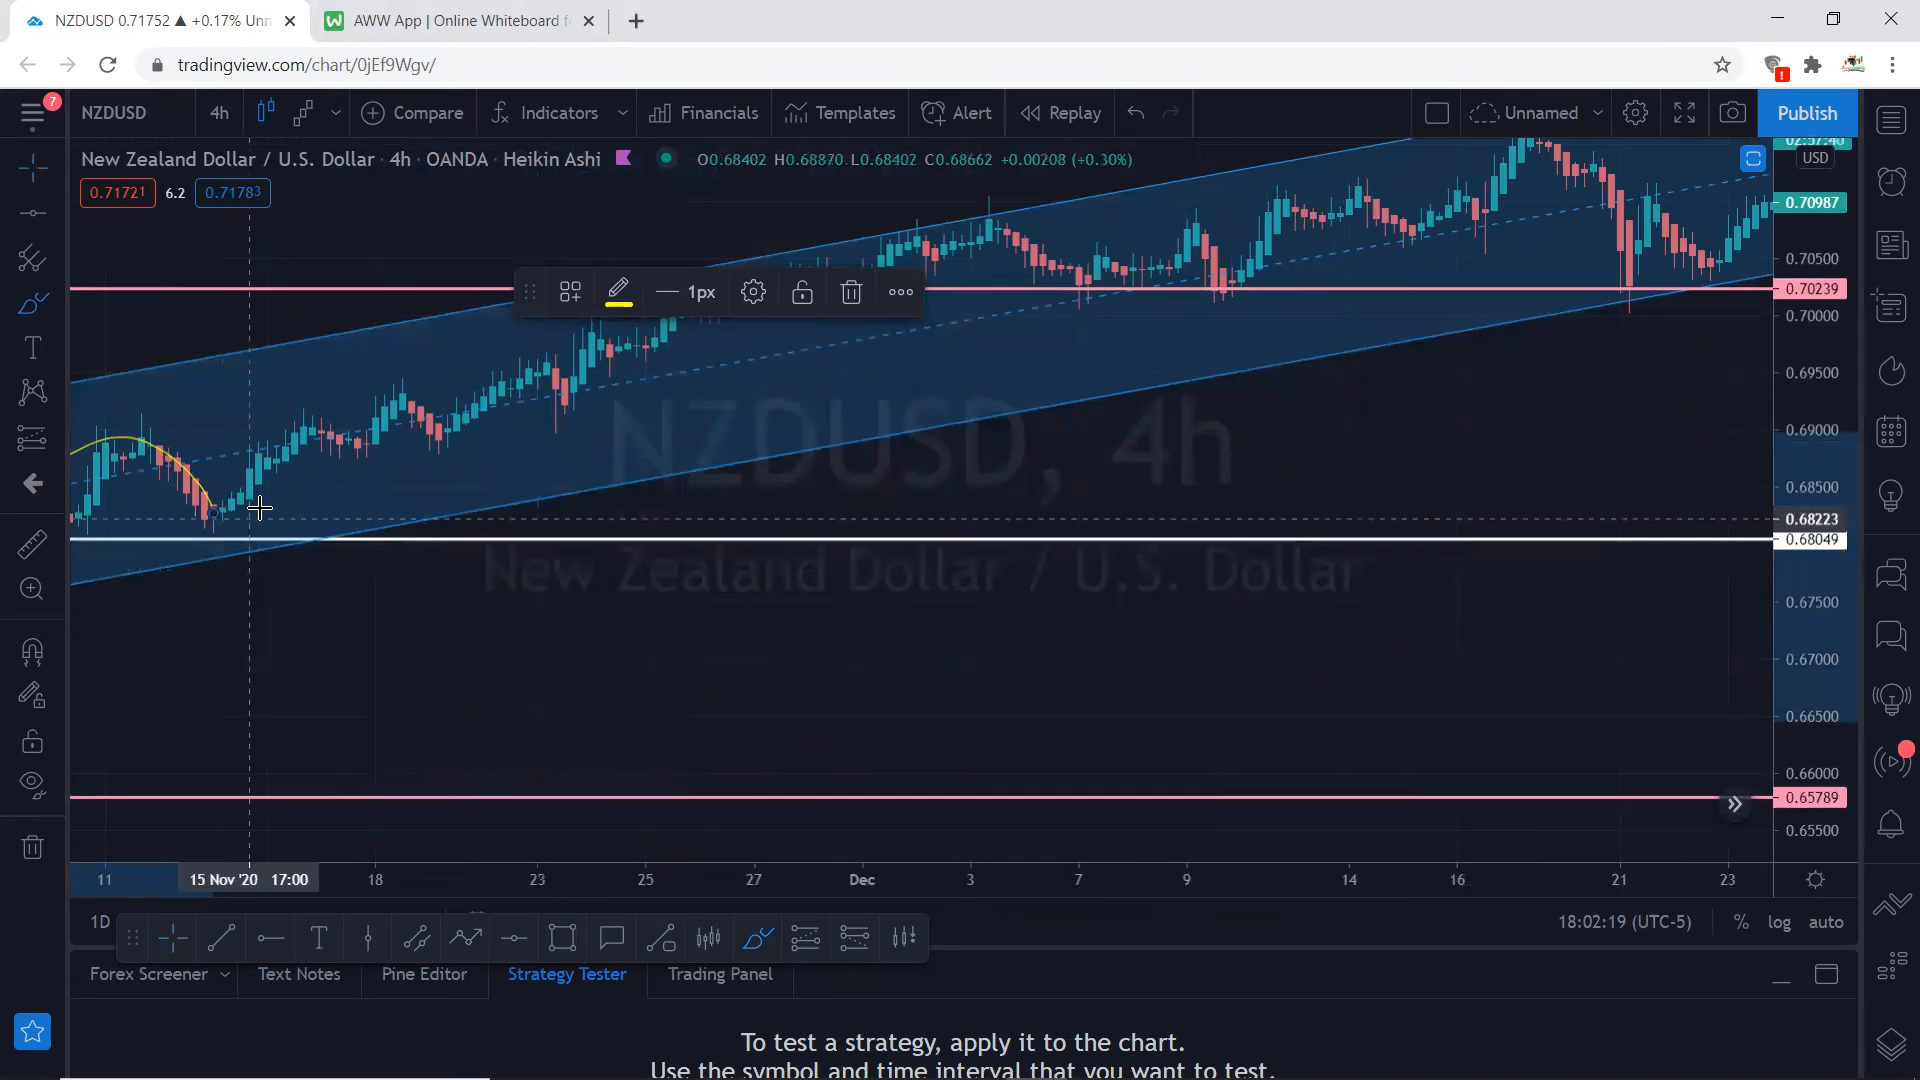 NZDUSD 0.71752 ▲ +0.17% Unn
AWW App | Online Whiteboard f
tradingview.com/chart/0jEf9Wgv/
7
NZDUSD 4h Compare Indicators Financials Templates Alert Replay Unnamed Publish
New Zealand Dollar / U.S. Dollar · 4h · OANDA · Heikin Ashi O0.68402 H0.68870 L0.68402 C0.68662 +0.00208 (+0.30%)
USD
0.71721 6.2 0.71783
0.70987
0.70500
1px
0.70239
0.70000
0.69500
0.69000
NZDUSD, 4h
0.68500
0.68223
0.68049
New Zealand Dollar / U.S. Dollar
0.67500
0.67000
0.66500
0.66000
0.65789
0.65500
11 15 Nov '20 17:00 18 23 25 27 Dec 3 7 9 14 16 21 23
1D 18:02:19 (UTC-5) % log auto
Forex Screener Text Notes Pine Editor Strategy Tester Trading Panel
To test a strategy, apply it to the chart.
Use the symbol and time interval that you want to test.